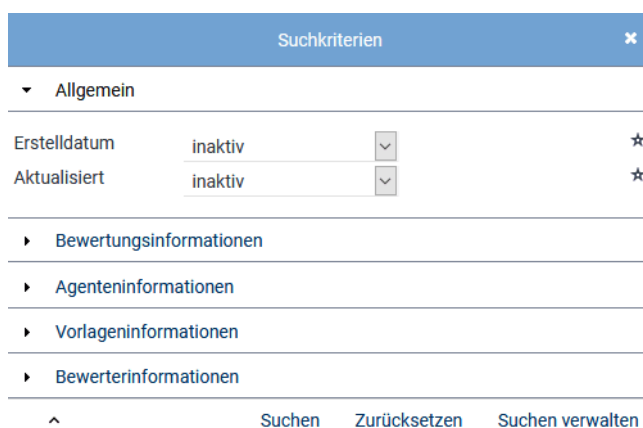 Suchkriterien
Allgemein
Erstelldatum inaktiv
Aktualisiert inaktiv
Bewertungsinformationen
Agenteninformationen
Vorlageninformationen
Bewerterinformationen
Suchen Zurücksetzen Suchen verwalten